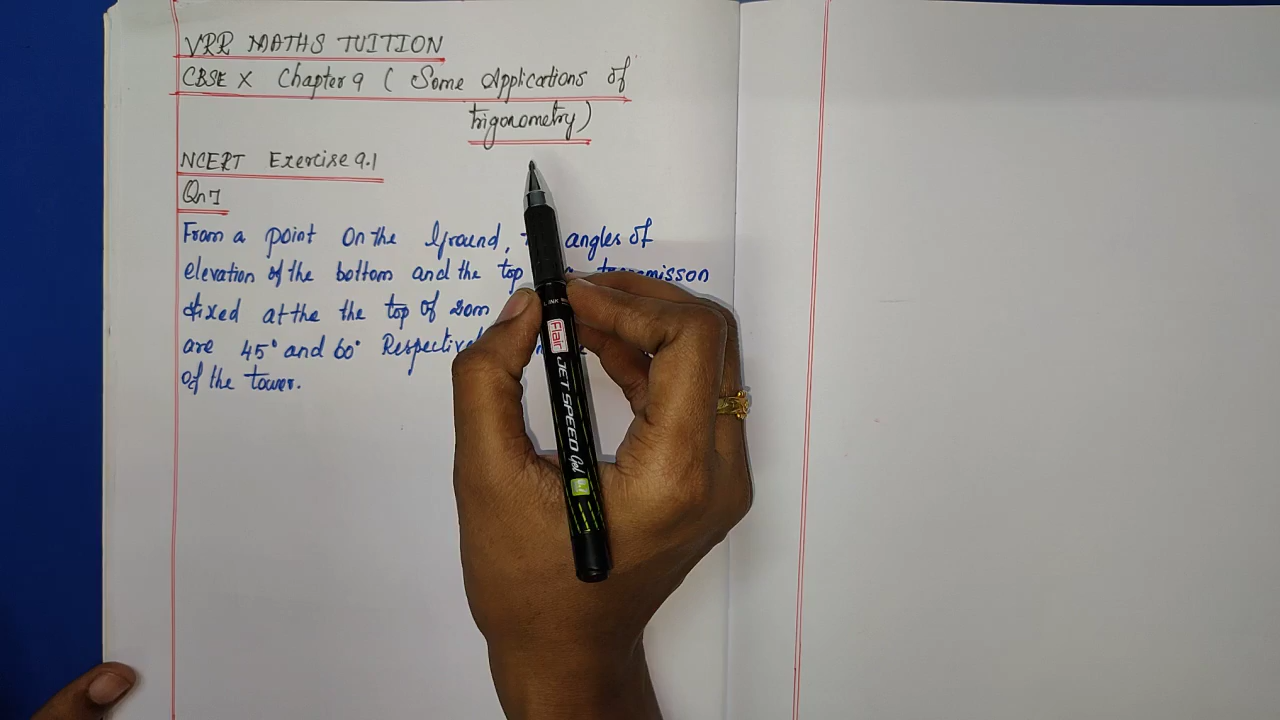 VRR MATHS TUITION
CBSE X Chapter 9 ( Some Applications of
trigonometry)
NCERT Exercise 9.1
Qn 7
From a point on the Ground, angles of
elevation of the bottom and the top
fixed at the the top of 20m
are 45° and 60°
of the tower.
Flair JET SPEED Gel